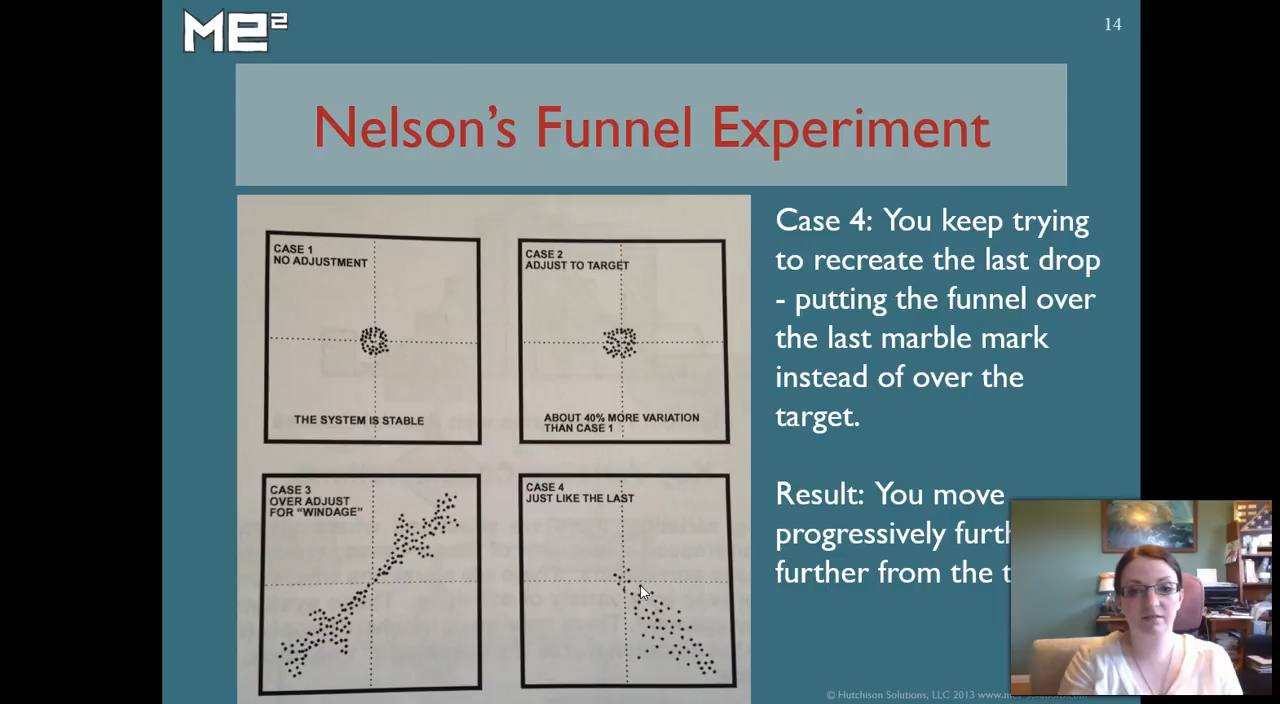 ME²
14
Nelson's Funnel Experiment
CASE 1
NO ADJUSTMENT
THE SYSTEM IS STABLE
CASE 2
ADJUST TO TARGET
ABOUT 40% MORE VARIATION
THAN CASE 1
CASE 3
OVER ADJUST
FOR "WINDAGE"
CASE 4
JUST LIKE THE LAST
Case 4: You keep trying
to recreate the last drop
- putting the funnel over
the last marble mark
instead of over the
target.
Result: You move
progressively
further from the
© Hutchison Solutions, LLC 2013